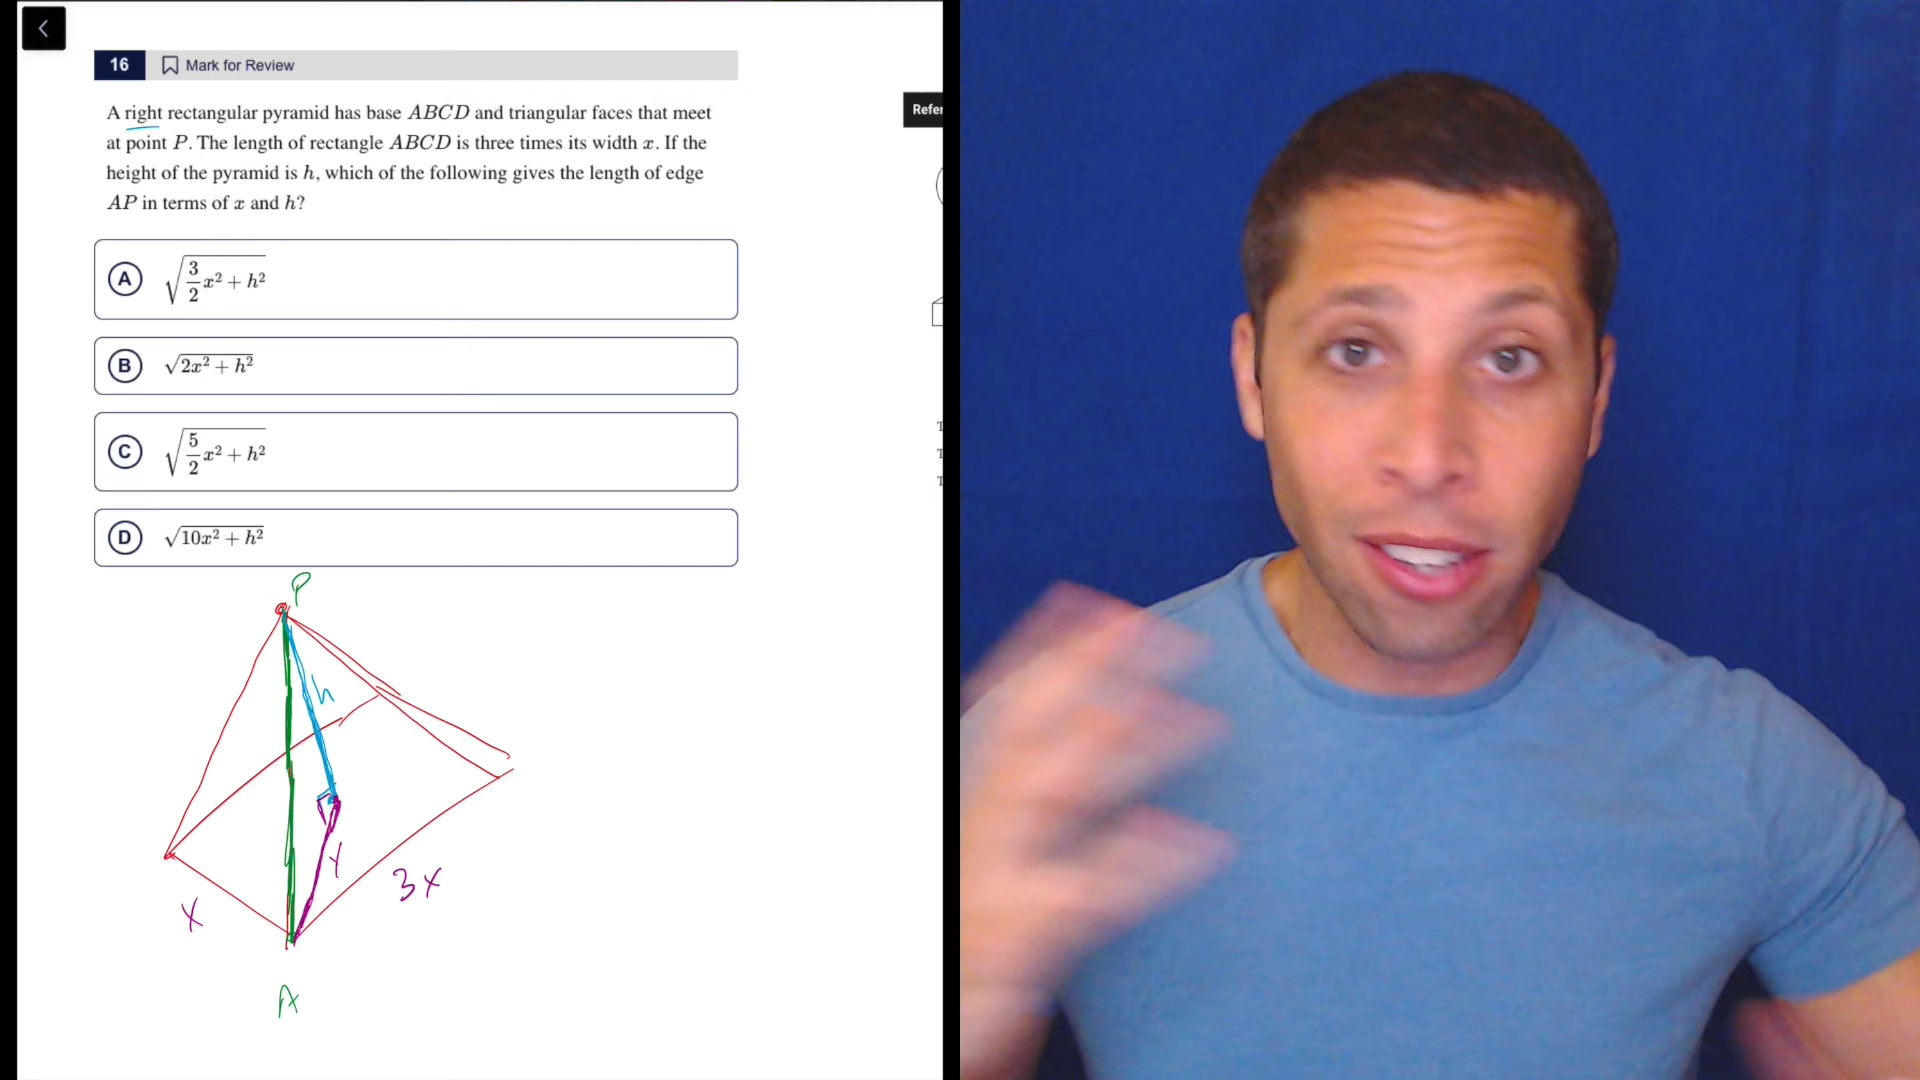 16 Mark for Review
A right rectangular pyramid has base ABCD and triangular faces that meet
at point P. The length of rectangle ABCD is three times its width x. If the
height of the pyramid is h, which of the following gives the length of edge
AP in terms of x and h?
Refer
A √(3/2 x² + h²)
B √(2x² + h²)
C √(5/2 x² + h²)
D √(10x² + h²)
P
h
Y
3x
x
A